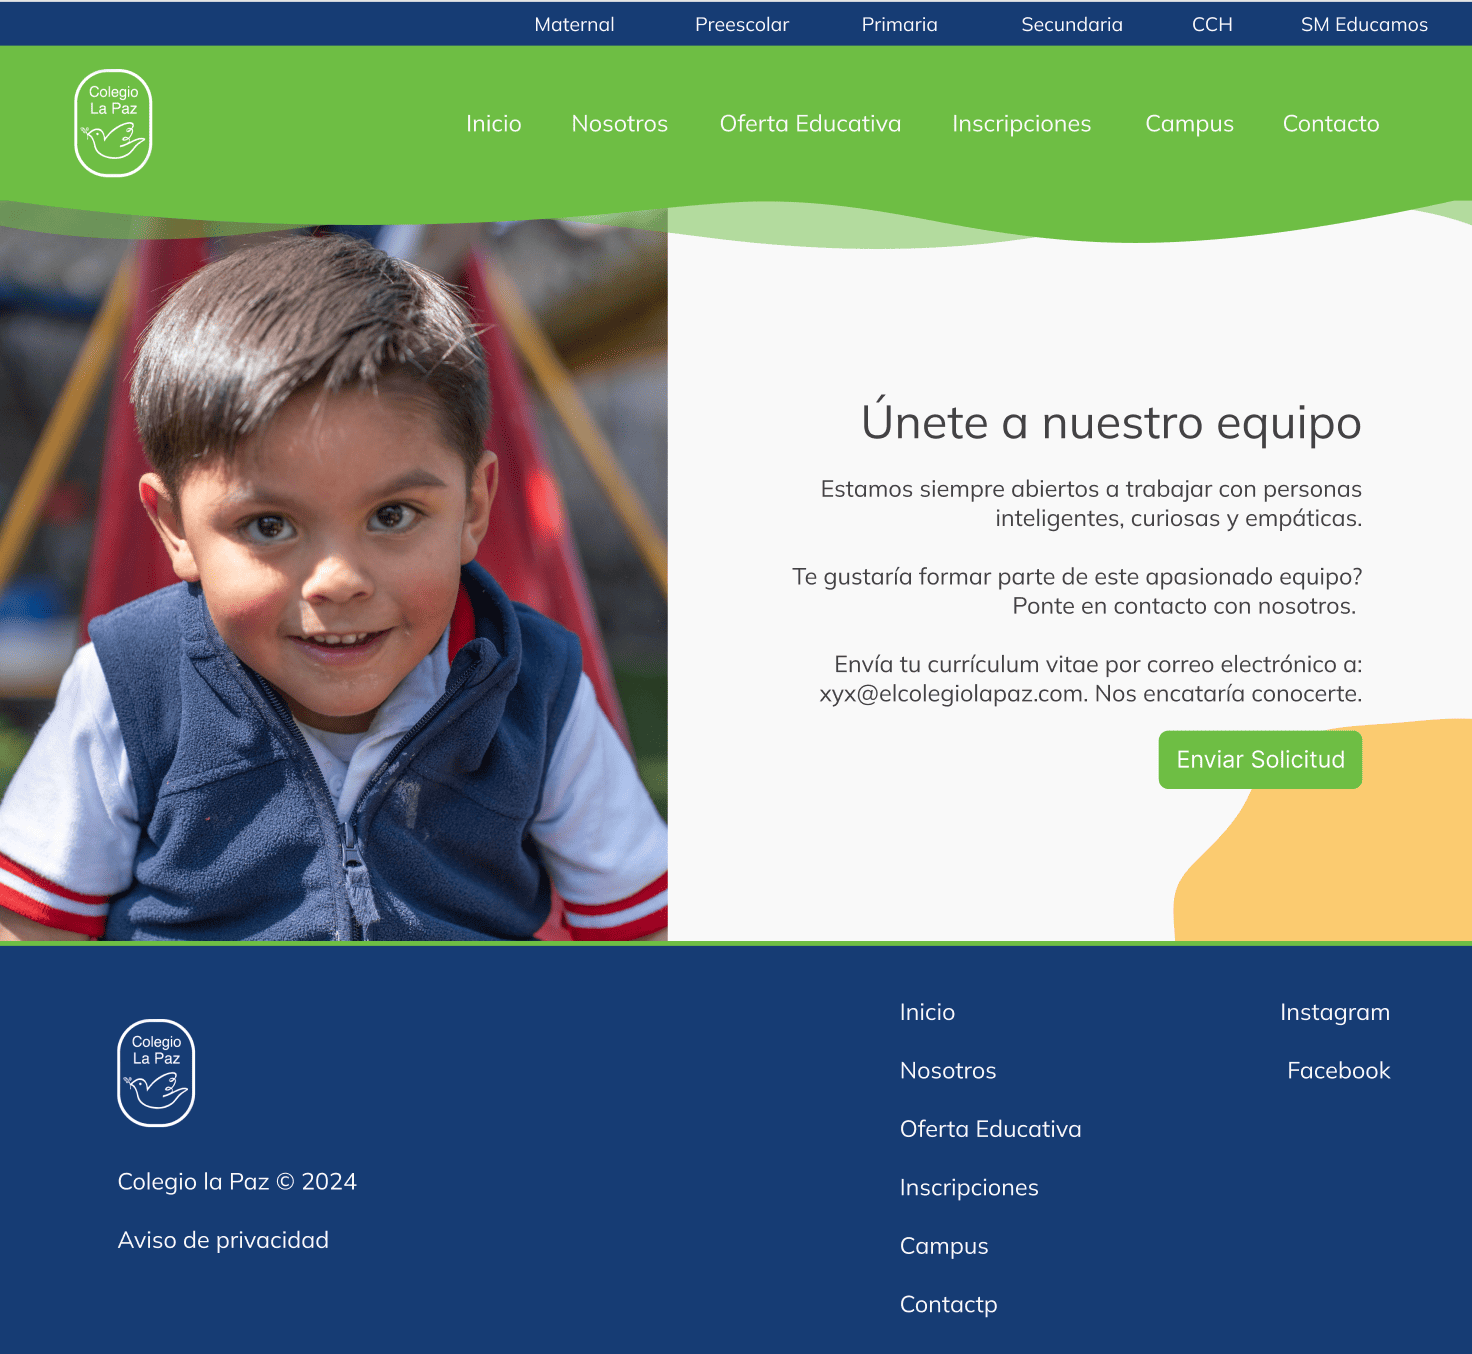 Maternal Preescolar Primaria Secundaria CCH SM Educamos
Colegio
La Paz
Inicio Nosotros Oferta Educativa Inscripciones Campus Contacto
Únete a nuestro equipo
Estamos siempre abiertos a trabajar con personas
inteligentes, curiosas y empáticas.
Te gustaría formar parte de este apasionado equipo?
Ponte en contacto con nosotros.
Envía tu currículum vitae por correo electrónico a:
xyx@elcolegiolapaz.com. Nos encataría conocerte.
Enviar Solicitud
Colegio
La Paz
Colegio la Paz © 2024
Aviso de privacidad
Inicio
Nosotros
Oferta Educativa
Inscripciones
Campus
Contactp
Instagram
Facebook